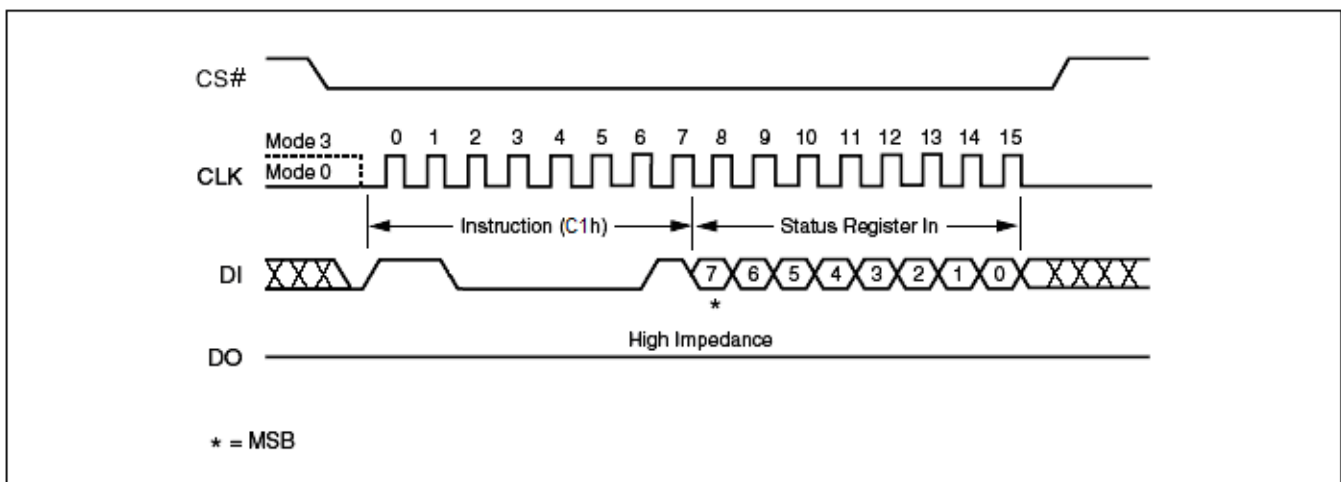 CS#
Mode 3
0 1 2 3 4 5 6 7 8 9 10 11 12 13 14 15
CLK
Mode 0
Instruction (C1h)
Status Register In
DI
7 6 5 4 3 2 1 0
*
High Impedance
DO
* = MSB